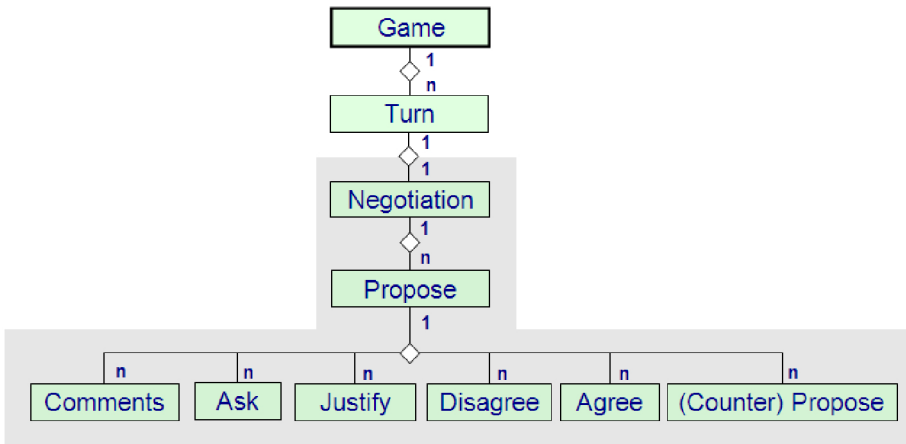 Game
1
n
Turn
1
1
Negotiation
1
n
Propose
1
n n n n n n
Comments Ask Justify Disagree Agree (Counter) Propose